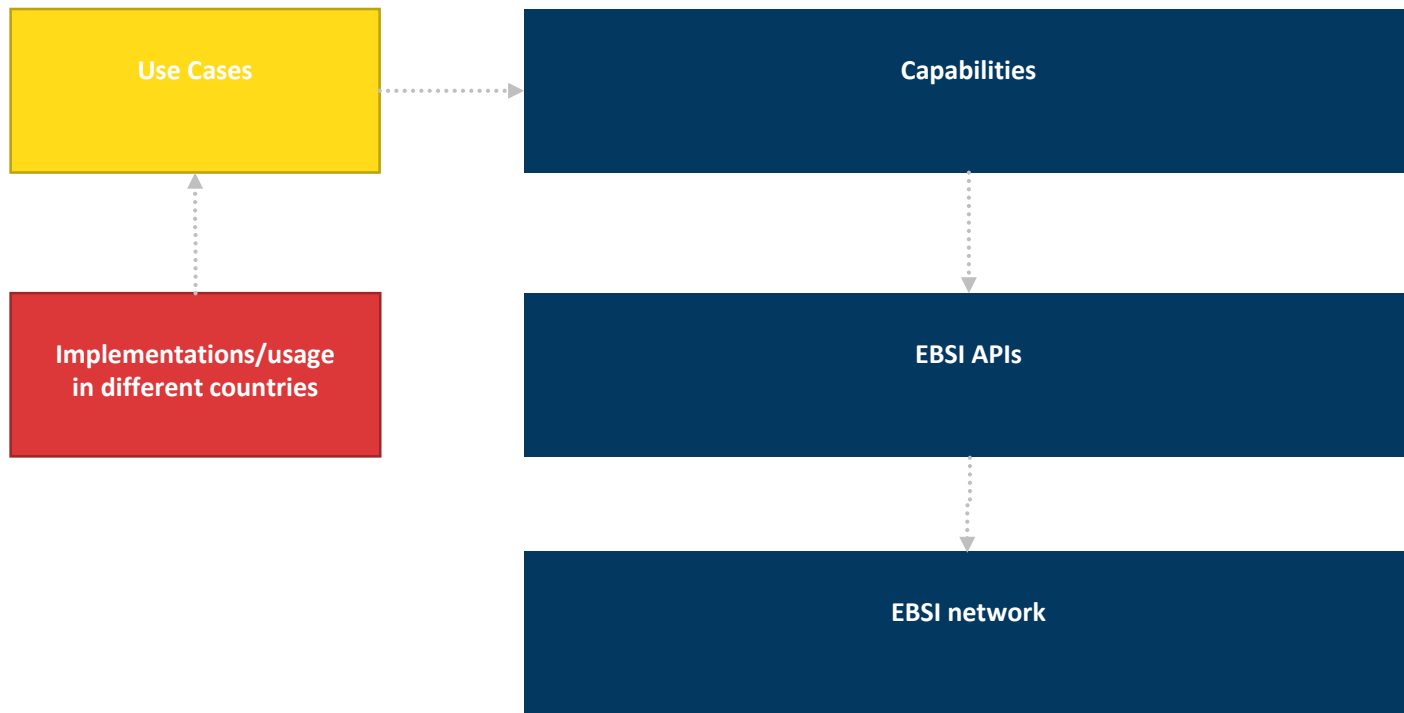 Use Cases
Capabilities
Implementations/usage
in different countries
EBSI APIs
EBSI network